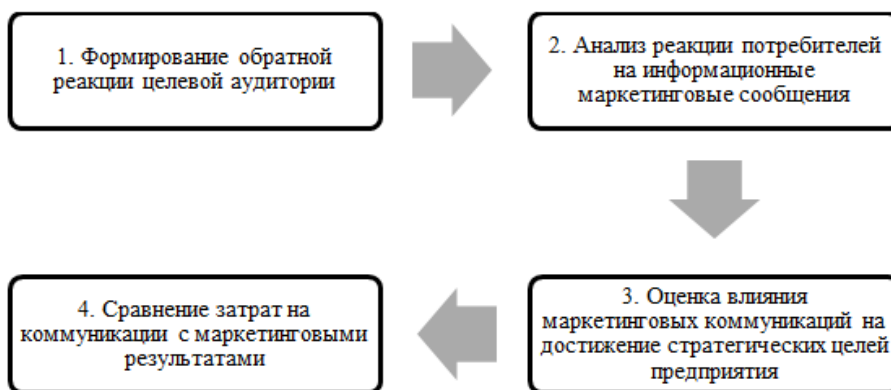 1. Формирование обратной
реакции целевой аудитории
2. Анализ реакции потребителей
на информационные
маркетинговые сообщения
3. Оценка влияния
маркетинговых коммуникаций на
достижение стратегических целей
предприятия
4. Сравнение затрат на
коммуникации с маркетинговыми
результатами